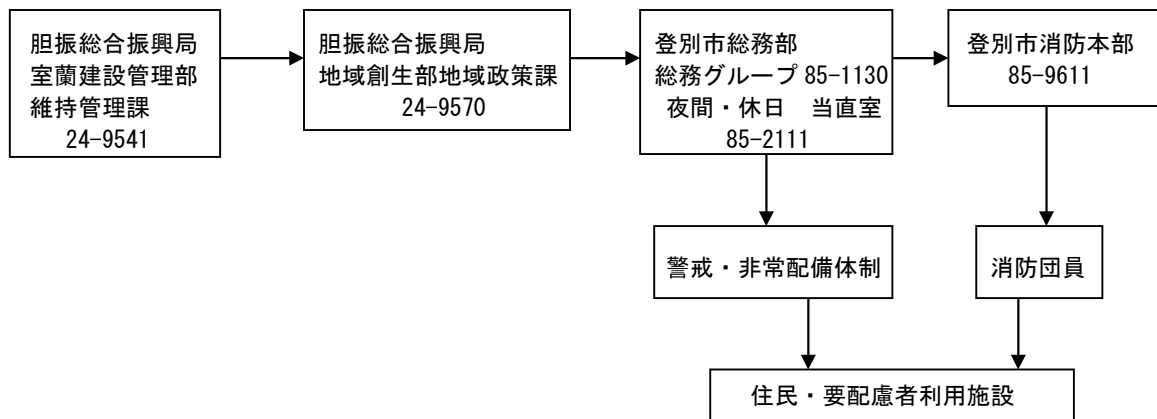 胆振総合振興局
室蘭建設管理部
維持管理課
24-9541
胆振総合振興局
地域創生部地域政策課
24-9570
登別市総務部
総務グループ 85-1130
夜間・休日　当直室
85-2111
登別市消防本部
85-9611
警戒・非常配備体制
消防団員
住民・要配慮者利用施設